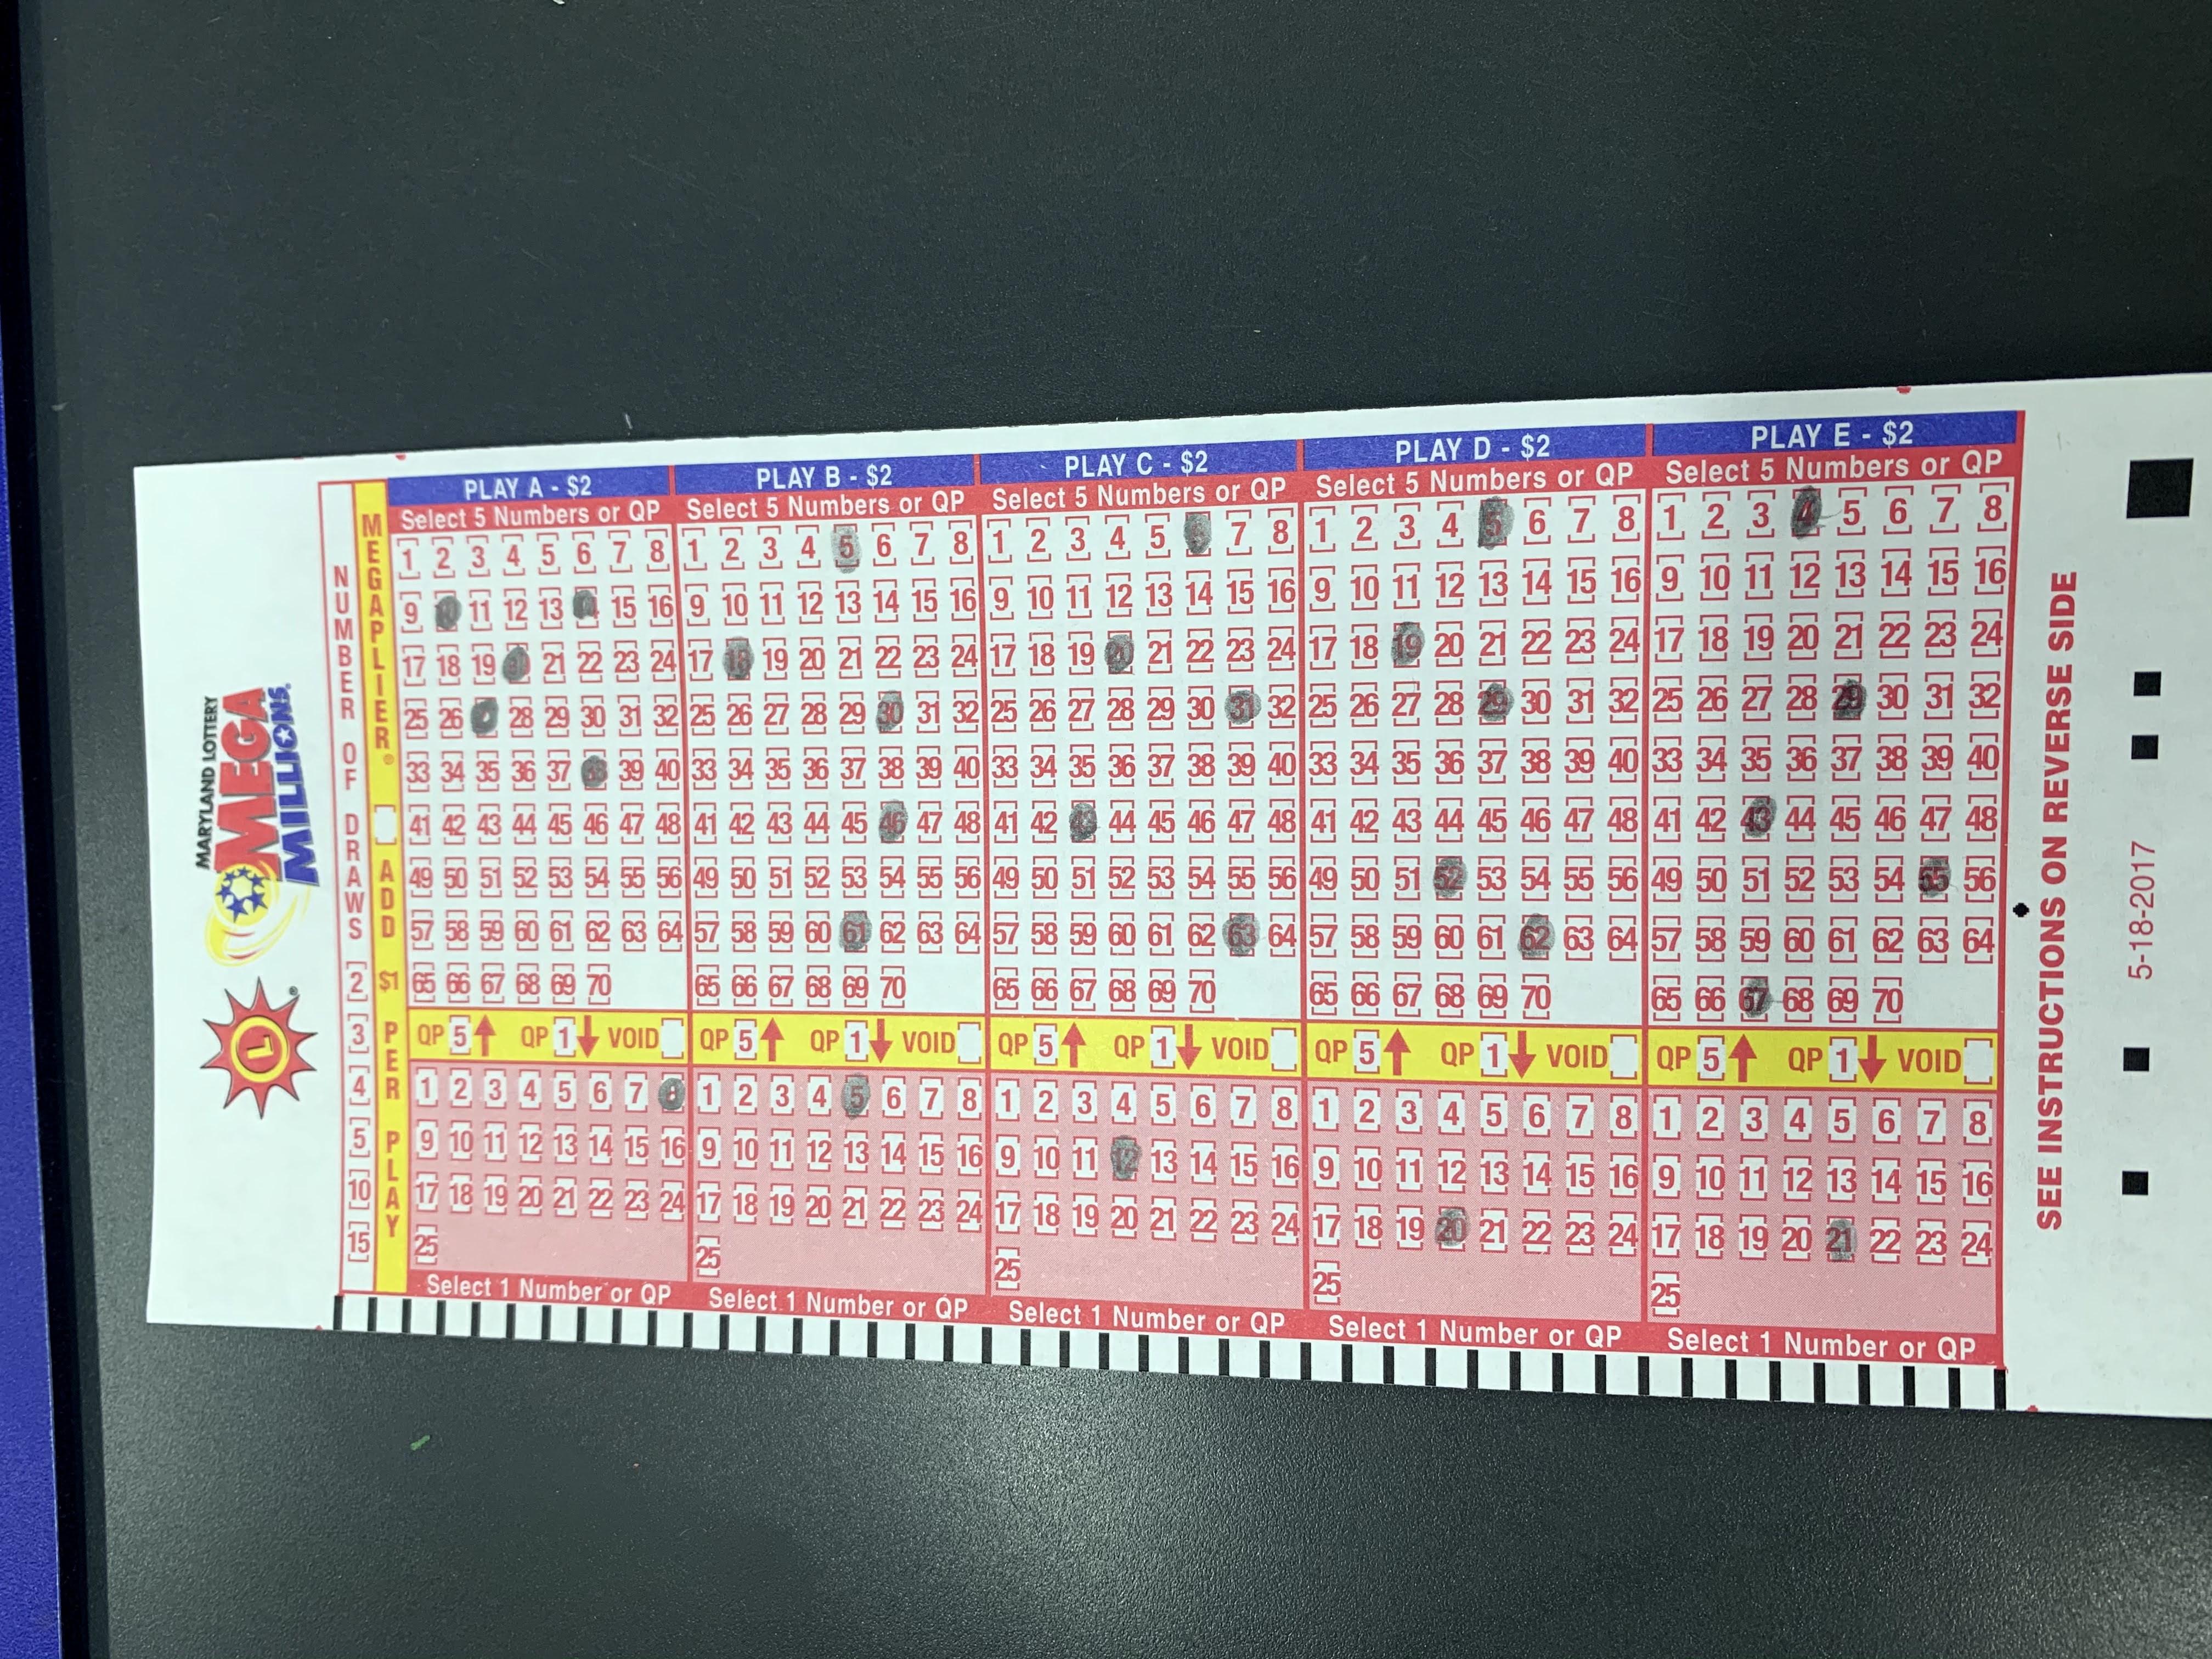 MARYLAND LOTTERY
MEGA
MILLIONS®
L®
NUMBER OF DRAWS [2] [3] [4] [5] [10] [15]
MEGAPLIER® [ ] ADD $1 PER PLAY
PLAY A - $2
Select 5 Numbers or QP
[1] [2] [3] [4] [5] [6] [7] [8]
[9] [11] [12] [13] [15] [16]
[17] [18] [19] [21] [22] [23] [24]
[25] [26] [28] [29] [30] [31] [32]
[33] [34] [35] [36] [37] [39] [40]
[41] [42] [43] [44] [45] [46] [47] [48]
[49] [50] [51] [52] [53] [54] [55] [56]
[57] [58] [59] [60] [61] [62] [63] [64]
[65] [66] [67] [68] [69] [70]
QP [5] QP [1] VOID [ ]
[1] [2] [3] [4] [5] [6] [7] [8]
[9] [10] [11] [12] [13] [14] [15] [16]
[17] [18] [19] [20] [21] [22] [23] [24]
[25]
Select 1 Number or QP
PLAY B - $2
Select 5 Numbers or QP
[1] [2] [3] [4] [5] [6] [7] [8]
[9] [10] [11] [12] [13] [14] [15] [16]
[17] [18] [19] [20] [21] [22] [23] [24]
[25] [26] [27] [28] [29] [30] [31] [32]
[33] [34] [35] [36] [37] [38] [39] [40]
[41] [42] [43] [44] [45] [46] [47] [48]
[49] [50] [51] [52] [53] [54] [55] [56]
[57] [58] [59] [60] [61] [62] [63] [64]
[65] [66] [67] [68] [69] [70]
QP [5] QP [1] VOID [ ]
[1] [2] [3] [4] [5] [6] [7] [8]
[9] [10] [11] [12] [13] [14] [15] [16]
[17] [18] [19] [20] [21] [22] [23] [24]
[25]
Select 1 Number or QP
PLAY C - $2
Select 5 Numbers or QP
[1] [2] [3] [4] [5] [7] [8]
[9] [10] [11] [12] [13] [14] [15] [16]
[17] [18] [19] [21] [22] [23] [24]
[25] [26] [27] [28] [29] [30] [31] [32]
[33] [34] [35] [36] [37] [38] [39] [40]
[41] [42] [44] [45] [46] [47] [48]
[49] [50] [51] [52] [53] [54] [55] [56]
[57] [58] [59] [60] [61] [62] [63] [64]
[65] [66] [67] [68] [69] [70]
QP [5] QP [1] VOID [ ]
[1] [2] [3] [4] [5] [6] [7] [8]
[9] [10] [11] [12] [13] [14] [15] [16]
[17] [18] [19] [20] [21] [22] [23] [24]
[25]
Select 1 Number or QP
PLAY D - $2
Select 5 Numbers or QP
[1] [2] [3] [4] [5] [6] [7] [8]
[9] [10] [11] [12] [13] [14] [15] [16]
[17] [18] [19] [20] [21] [22] [23] [24]
[25] [26] [27] [28] [29] [30] [31] [32]
[33] [34] [35] [36] [37] [38] [39] [40]
[41] [42] [43] [44] [45] [46] [47] [48]
[49] [50] [51] [52] [53] [54] [55] [56]
[57] [58] [59] [60] [61] [62] [63] [64]
[65] [66] [67] [68] [69] [70]
QP [5] QP [1] VOID [ ]
[1] [2] [3] [4] [5] [6] [7] [8]
[9] [10] [11] [12] [13] [14] [15] [16]
[17] [18] [19] [20] [21] [22] [23] [24]
[25]
Select 1 Number or QP
PLAY E - $2
Select 5 Numbers or QP
[1] [2] [3] [4] [5] [6] [7] [8]
[9] [10] [11] [12] [13] [14] [15] [16]
[17] [18] [19] [20] [21] [22] [23] [24]
[25] [26] [27] [28] [29] [30] [31] [32]
[33] [34] [35] [36] [37] [38] [39] [40]
[41] [42] [43] [44] [45] [46] [47] [48]
[49] [50] [51] [52] [53] [54] [55] [56]
[57] [58] [59] [60] [61] [62] [63] [64]
[65] [66] [67] [68] [69] [70]
QP [5] QP [1] VOID [ ]
[1] [2] [3] [4] [5] [6] [7] [8]
[9] [10] [11] [12] [13] [14] [15] [16]
[17] [18] [19] [20] [21] [22] [23] [24]
[25]
Select 1 Number or QP
SEE INSTRUCTIONS ON REVERSE SIDE
5-18-2017